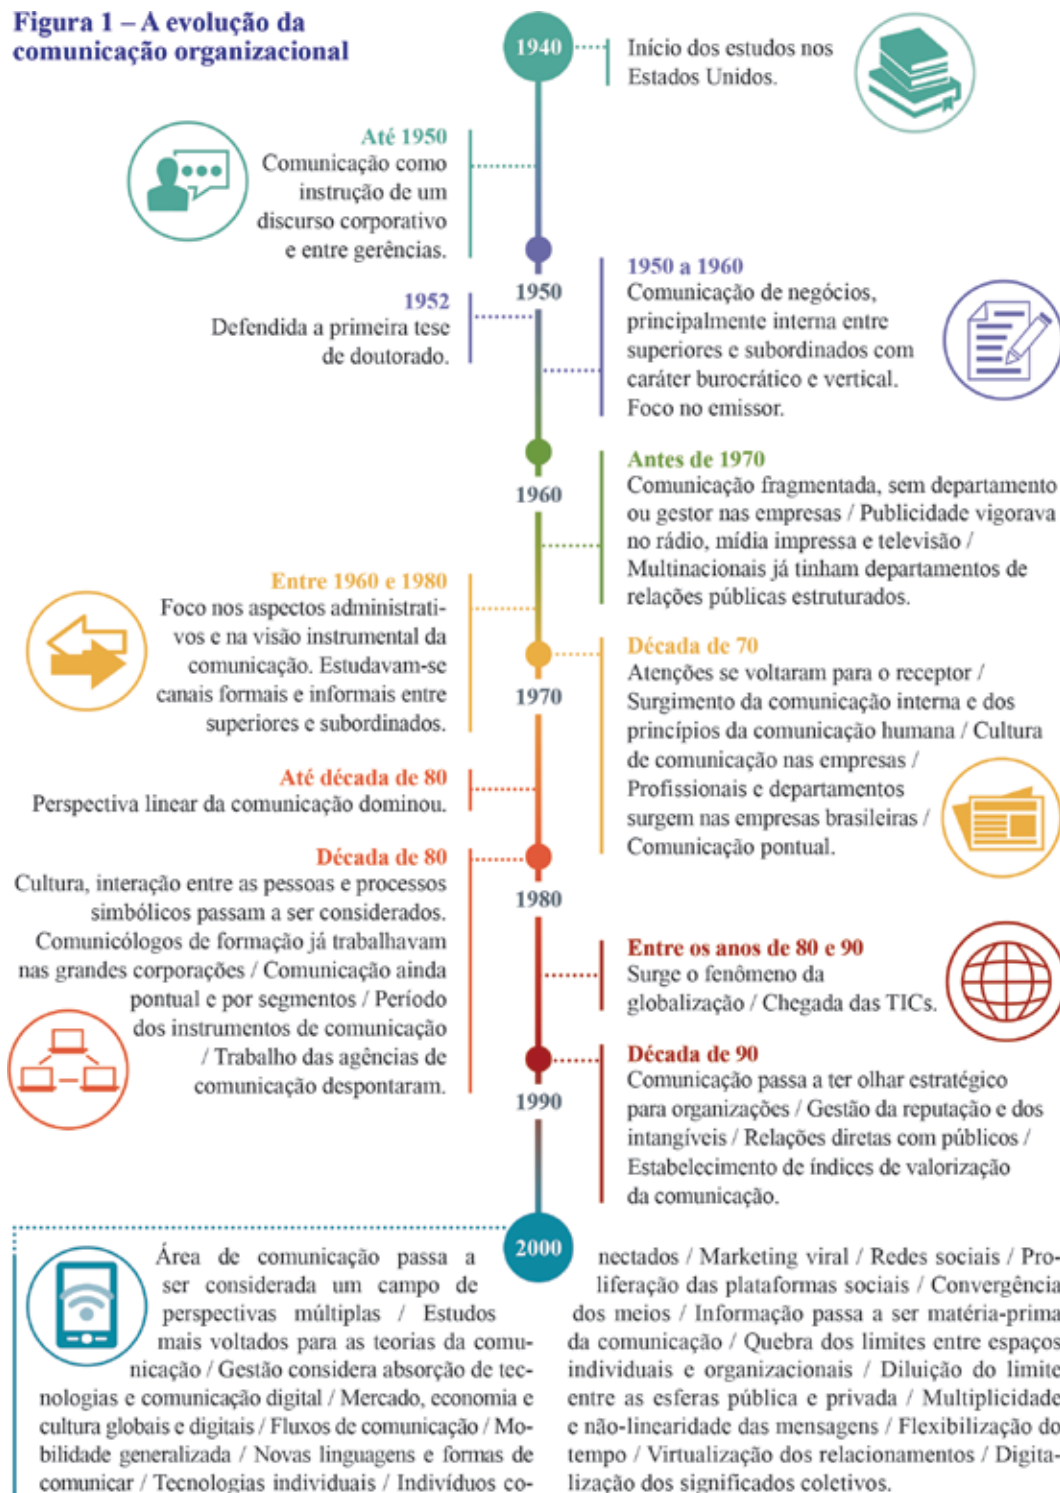 Figura 1 – A evolução da
comunicação organizacional
1940
Início dos estudos nos
Estados Unidos.
Até 1950
Comunicação como
instrução de um
discurso corporativo
e entre gerências.
1950
1950 a 1960
Comunicação de negócios,
principalmente interna entre
superiores e subordinados com
caráter burocrático e vertical.
Foco no emissor.
1952
Defendida a primeira tese
de doutorado.
1960
Antes de 1970
Comunicação fragmentada, sem departamento
ou gestor nas empresas / Publicidade vigorava
no rádio, mídia impressa e televisão /
Multinacionais já tinham departamentos de
relações públicas estruturados.
Entre 1960 e 1980
Foco nos aspectos administrati-
vos e na visão instrumental da
comunicação. Estudavam-se
canais formais e informais entre
superiores e subordinados.
1970
Década de 70
Atenções se voltaram para o receptor /
Surgimento da comunicação interna e dos
princípios da comunicação humana / Cultura
de comunicação nas empresas /
Profissionais e departamentos
surgem nas empresas brasileiras /
Comunicação pontual.
Até década de 80
Perspectiva linear da comunicação dominou.
Década de 80
Cultura, interação entre as pessoas e processos
simbólicos passam a ser considerados.
Comunicólogos de formação já trabalhavam
nas grandes corporações / Comunicação ainda
pontual e por segmentos / Período
dos instrumentos de comunicação
/ Trabalho das agências de
comunicação despontaram.
1980
Entre os anos de 80 e 90
Surge o fenômeno da
globalização / Chegada das TICs.
Década de 90
Comunicação passa a ter olhar estratégico
para organizações / Gestão da reputação e dos
intangíveis / Relações diretas com públicos /
Estabelecimento de índices de valorização
da comunicação.
1990
2000
Área de comunicação passa a
ser considerada um campo de
perspectivas múltiplas / Estudos
mais voltados para as teorias da comu-
nicação / Gestão considera absorção de tec-
nologias e comunicação digital / Mercado, economia e
cultura globais e digitais / Fluxos de comunicação / Mo-
bilidade generalizada / Novas linguagens e formas de
comunicar / Tecnologias individuais / Indivíduos co-
nectados / Marketing viral / Redes sociais / Pro-
liferação das plataformas sociais / Convergência
dos meios / Informação passa a ser matéria-prima
da comunicação / Quebra dos limites entre espaços
individuais e organizacionais / Diluição do limite
entre as esferas pública e privada / Multiplicidade
e não-linearidade das mensagens / Flexibilização do
tempo / Virtualização dos relacionamentos / Digita-
lização dos significados coletivos.